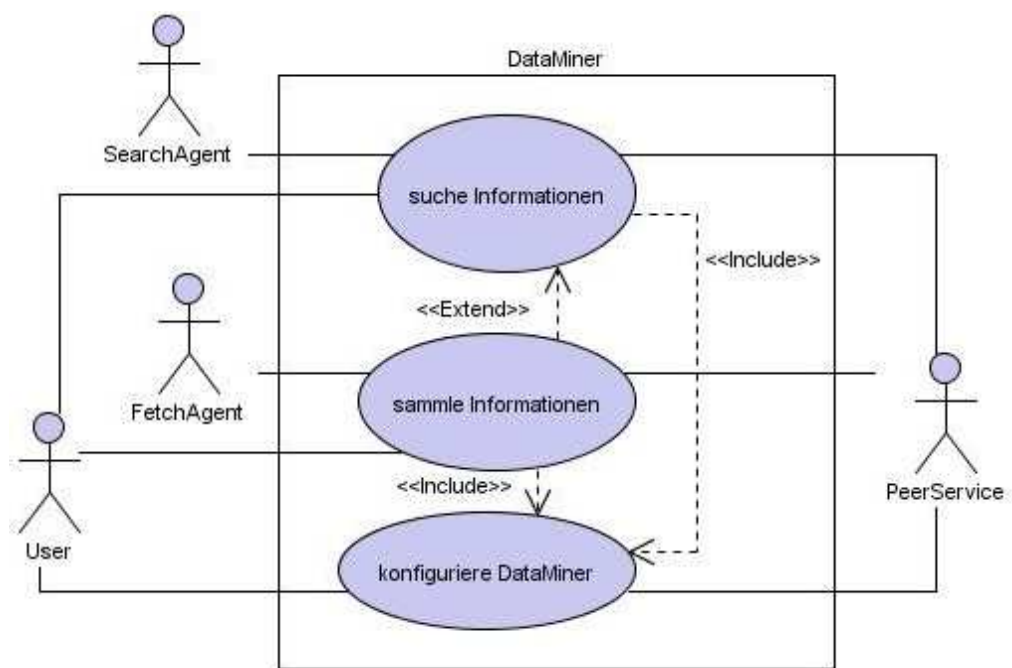 DataMiner
SearchAgent
suche Informationen
<<Include>>
<<Extend>>
FetchAgent
sammle Informationen
<<Include>>
PeerService
User
konfiguriere DataMiner